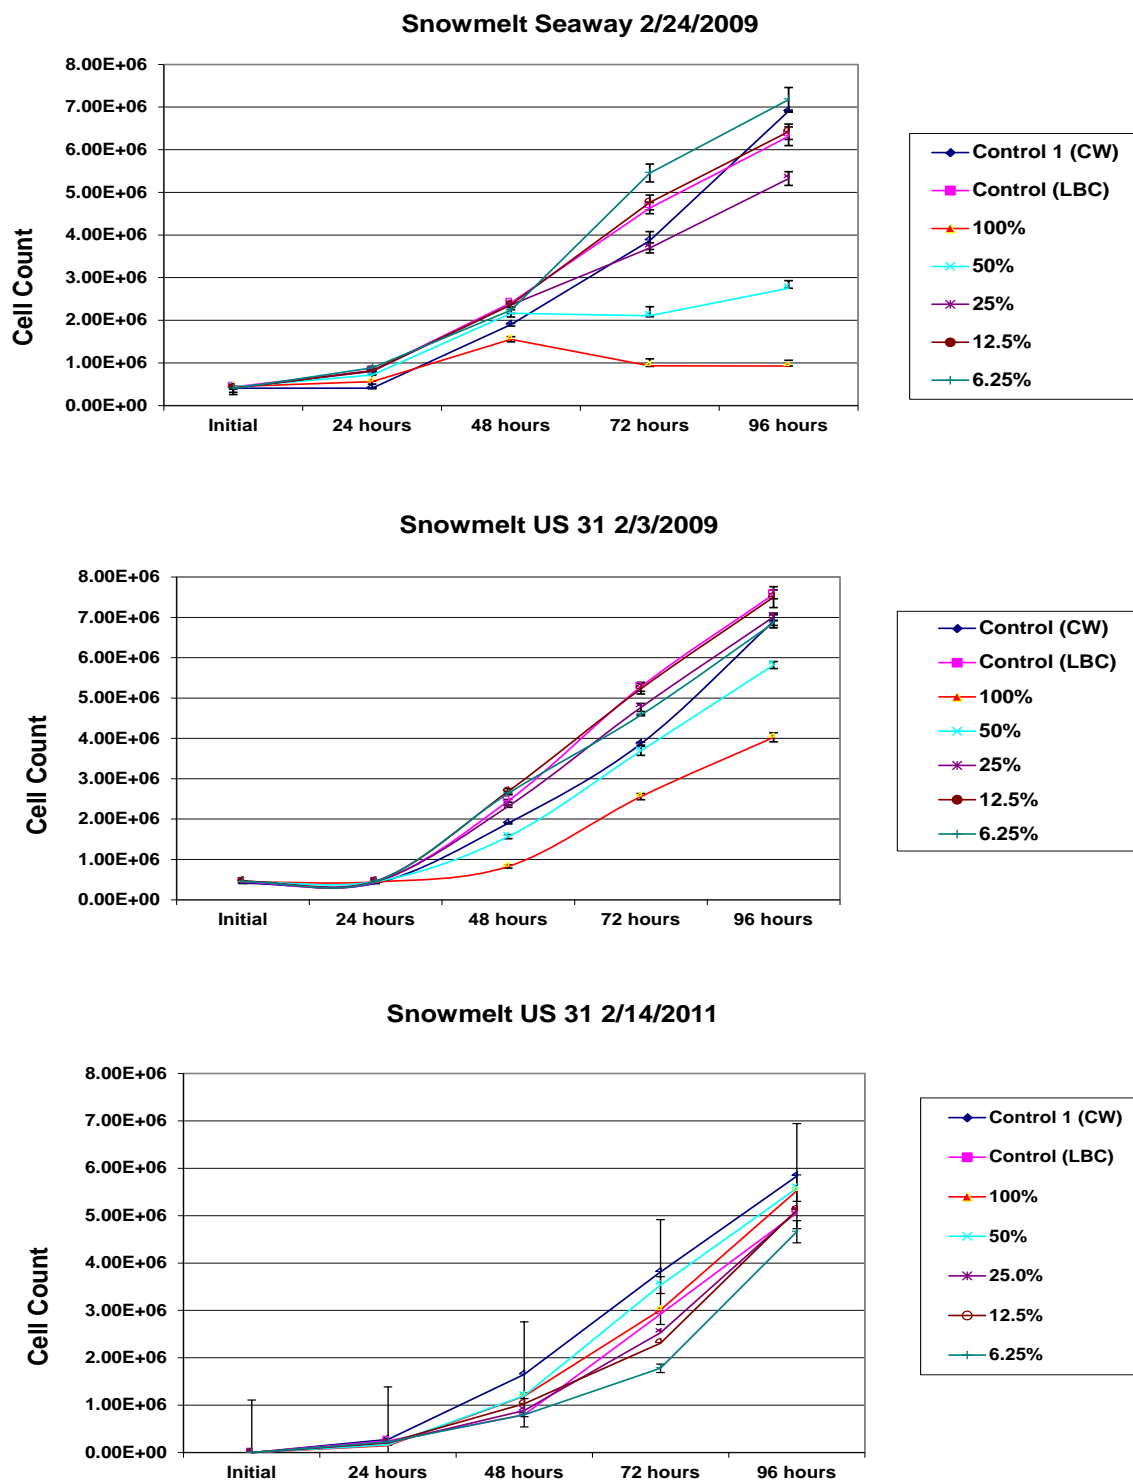 Snowmelt Seaway 2/24/2009
8.00E+06
7.00E+06
6.00E+06
5.00E+06
4.00E+06
3.00E+06
2.00E+06
1.00E+06
0.00E+00
Cell Count
Initial 24 hours 48 hours 72 hours 96 hours
Control 1 (CW)
Control (LBC)
100%
50%
25%
12.5%
6.25%
Snowmelt US 31 2/3/2009
8.00E+06
7.00E+06
6.00E+06
5.00E+06
4.00E+06
3.00E+06
2.00E+06
1.00E+06
0.00E+00
Cell Count
Initial 24 hours 48 hours 72 hours 96 hours
Control (CW)
Control (LBC)
100%
50%
25%
12.5%
6.25%
Snowmelt US 31 2/14/2011
8.00E+06
7.00E+06
6.00E+06
5.00E+06
4.00E+06
3.00E+06
2.00E+06
1.00E+06
0.00E+00
Cell Count
Initial 24 hours 48 hours 72 hours 96 hours
Control 1 (CW)
Control (LBC)
100%
50%
25.0%
12.5%
6.25%